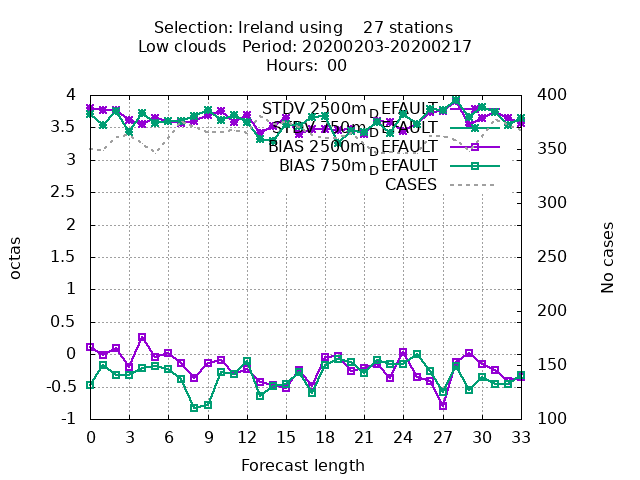 Selection: Ireland using 27 stations
Low clouds Period: 20200203-20200217
Hours: 00
STDV 2500m_DEFAULT
STDV 750m_DEFAULT
BIAS 2500m_DEFAULT
BIAS 750m_DEFAULT
CASES
4
3.5
3
2.5
2
1.5
1
0.5
0
-0.5
-1
octas
400
350
300
250
200
150
100
No cases
0 3 6 9 12 15 18 21 24 27 30 33
Forecast length